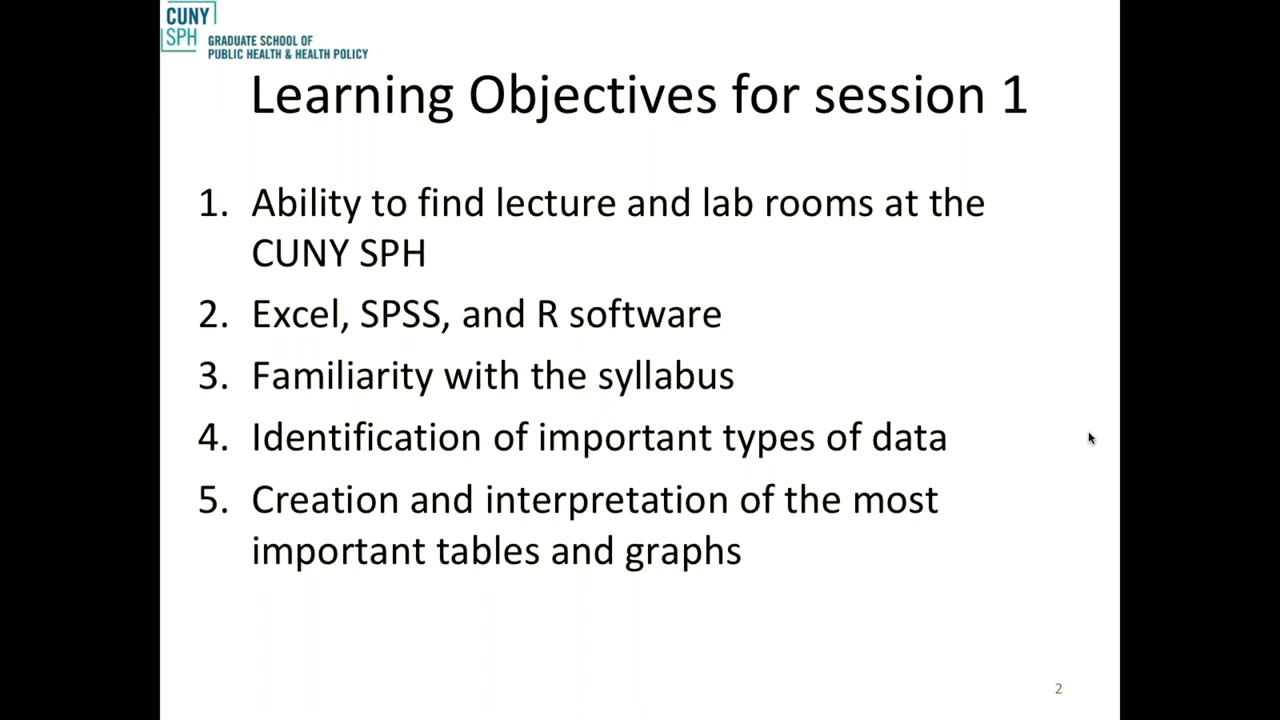 CUNY
SPH
GRADUATE SCHOOL OF
PUBLIC HEALTH & HEALTH POLICY
Learning Objectives for session 1
1. Ability to find lecture and lab rooms at the
CUNY SPH
2. Excel, SPSS, and R software
3. Familiarity with the syllabus
4. Identification of important types of data
5. Creation and interpretation of the most
important tables and graphs
2